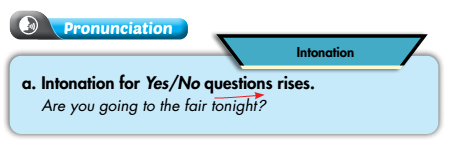 Pronunciation
Intonation
a. Intonation for Yes/No questions rises.
Are you going to the fair tonight?